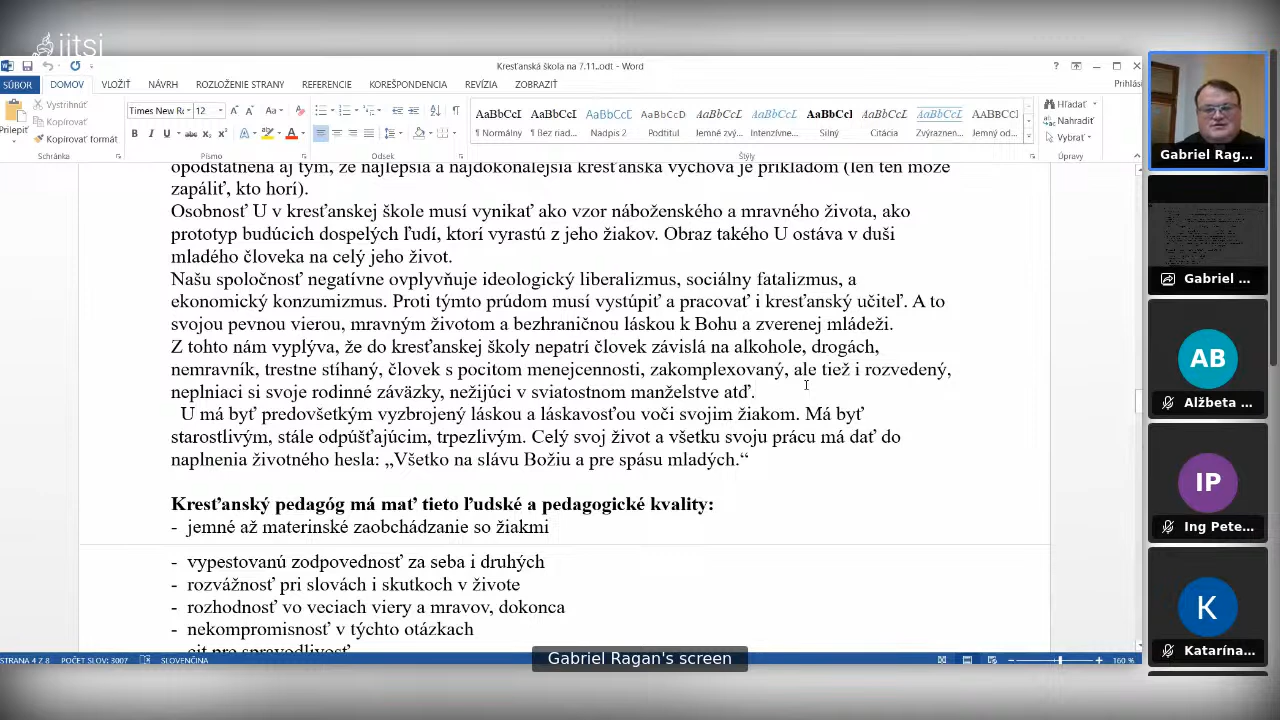 jitsi
Kresťanská škola na 7.11..odt - Word
SÚBOR DOMOV VLOŽIŤ NÁVRH ROZLOŽENIE STRANY REFERENCIE KOREŠPONDENCIA REVÍZIA ZOBRAZIŤ Prihlás
Prilepiť
Vystrihnúť
Kopírovať
Kopírovať formát
Schránka
Times New R 12
Písmo
Odsek
AaBbCcI AaBbCcI AaBbCcI AaBbCcD AaBbCcI AaBbCcI AaBbCcI AaBbCcI AaBbCcI AABBCCI
¶ Normálny ¶ Bez riad... Nadpis 2 Podtitul Jemné zvý... Intenzívne... Silný Citácia Zvýraznen... Jemný od...
Štýly
Hľadať
Nahradiť
Vybrať
Úpravy
opodstatnená aj tým, že najlepšia a najdokonalejšia kresťanská výchova je príkladom (len ten môže
zapáliť, kto horí).
Osobnosť U v kresťanskej škole musí vynikať ako vzor náboženského a mravného života, ako
prototyp budúcich dospelých ľudí, ktorí vyrastú z jeho žiakov. Obraz takého U ostáva v duši
mladého človeka na celý jeho život.
Našu spoločnosť negatívne ovplyvňuje ideologický liberalizmus, sociálny fatalizmus, a
ekonomický konzumizmus. Proti týmto prúdom musí vystúpiť a pracovať i kresťanský učiteľ. A to
svojou pevnou vierou, mravným životom a bezhraničnou láskou k Bohu a zverenej mládeži.
Z tohto nám vyplýva, že do kresťanskej školy nepatrí človek závislá na alkohole, drogách,
nemravník, trestne stíhaný, človek s pocitom menejcennosti, zakomplexovaný, ale tiež i rozvedený,
neplniaci si svoje rodinné záväzky, nežijúci v sviatostnom manželstve atď.
U má byť predovšetkým vyzbrojený láskou a láskavosťou voči svojim žiakom. Má byť
starostlivým, stále odpúšťajúcim, trpezlivým. Celý svoj život a všetku svoju prácu má dať do
naplnenia životného hesla: „Všetko na slávu Božiu a pre spásu mladých.“
Kresťanský pedagóg má mať tieto ľudské a pedagogické kvality:
- jemné až materinské zaobchádzanie so žiakmi
- vypestovanú zodpovednosť za seba i druhých
- rozvážnosť pri slovách i skutkoch v živote
- rozhodnosť vo veciach viery a mravov, dokonca
- nekompromisnosť v týchto otázkach
- cit pre spravodlivosť
STRANA 4 Z 8 POČET SLOV: 3007 SLOVENČINA 160 %
Gabriel Ragan's screen
Gabriel Rag...
Gabriel ...
AB
Alžbeta ...
IP
Ing Pete...
K
Katarína...